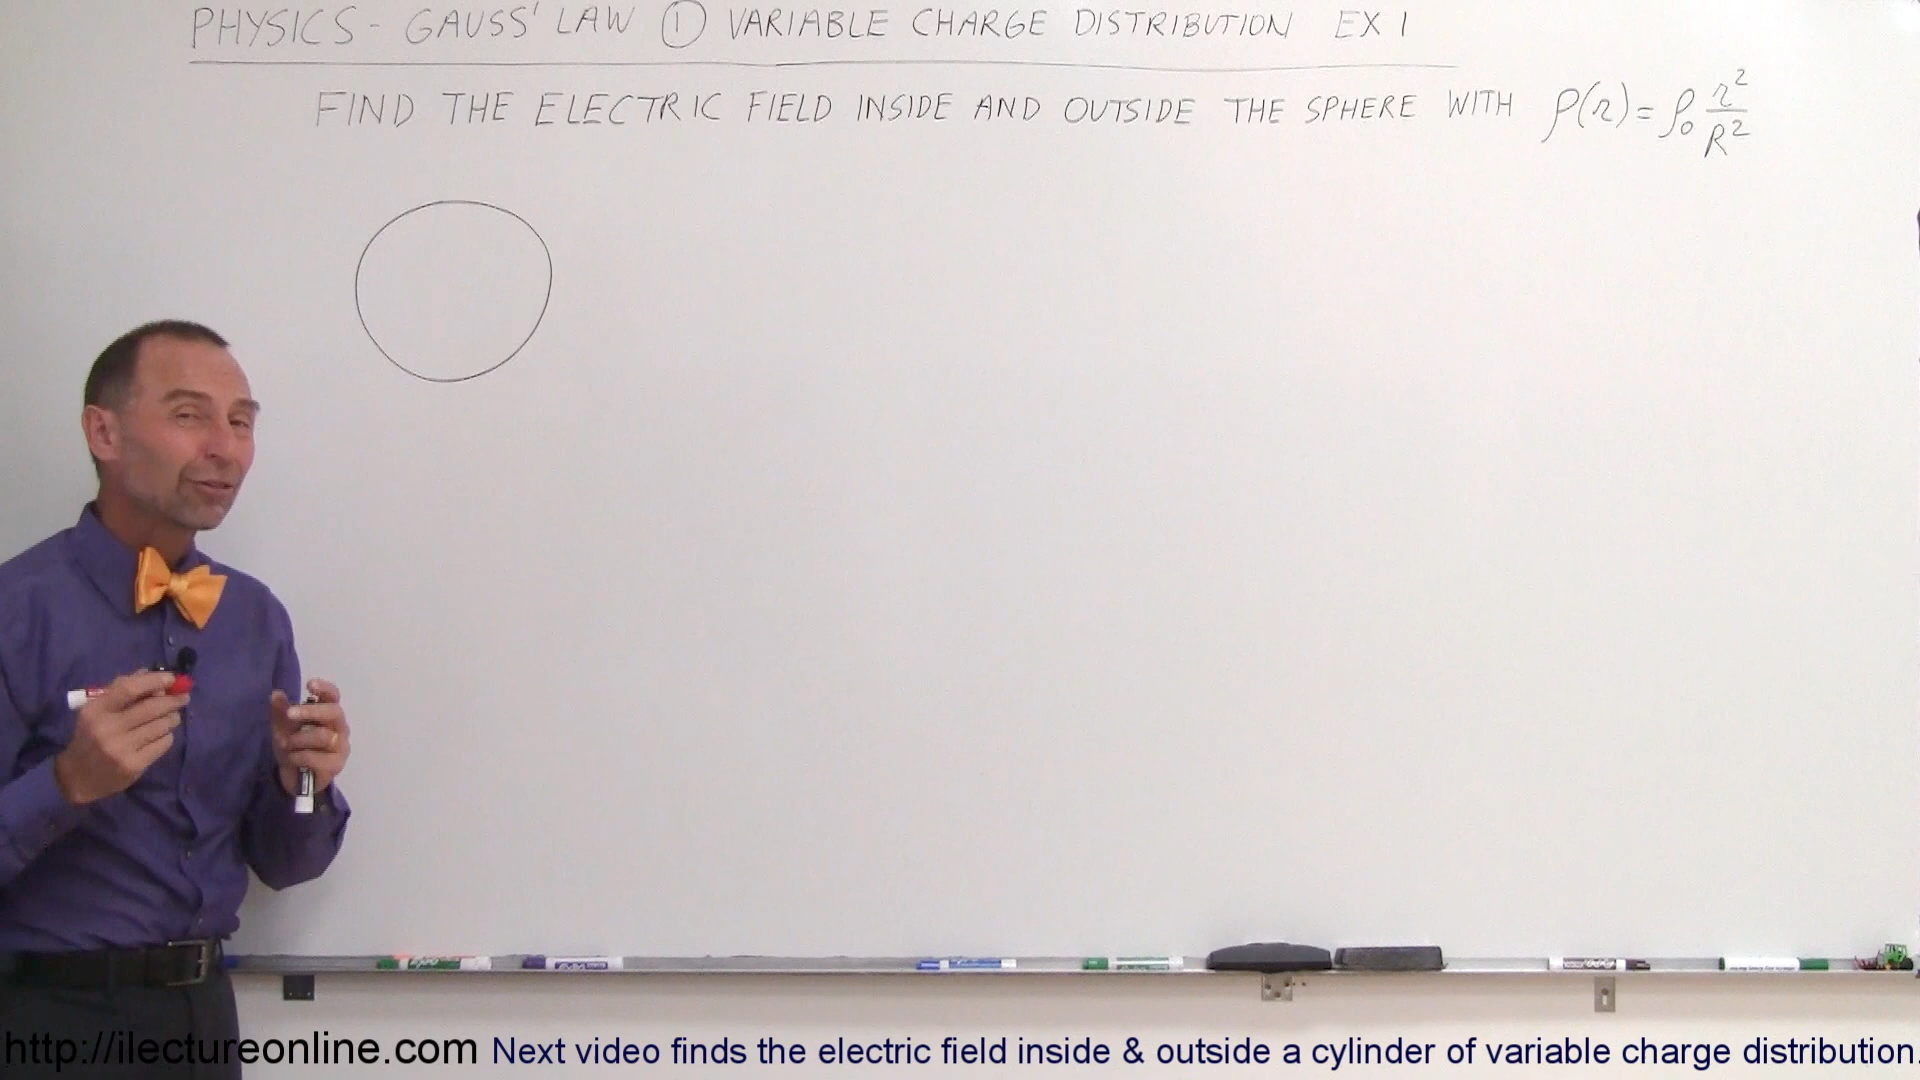 PHYSICS - GAUSS' LAW ① VARIABLE CHARGE DISTRIBUTION EX 1
FIND THE ELECTRIC FIELD INSIDE AND OUTSIDE THE SPHERE WITH ρ(r) = ρ₀ r²/R²
http://ilectureonline.com Next video finds the electric field inside & outside a cylinder of variable charge distribution.